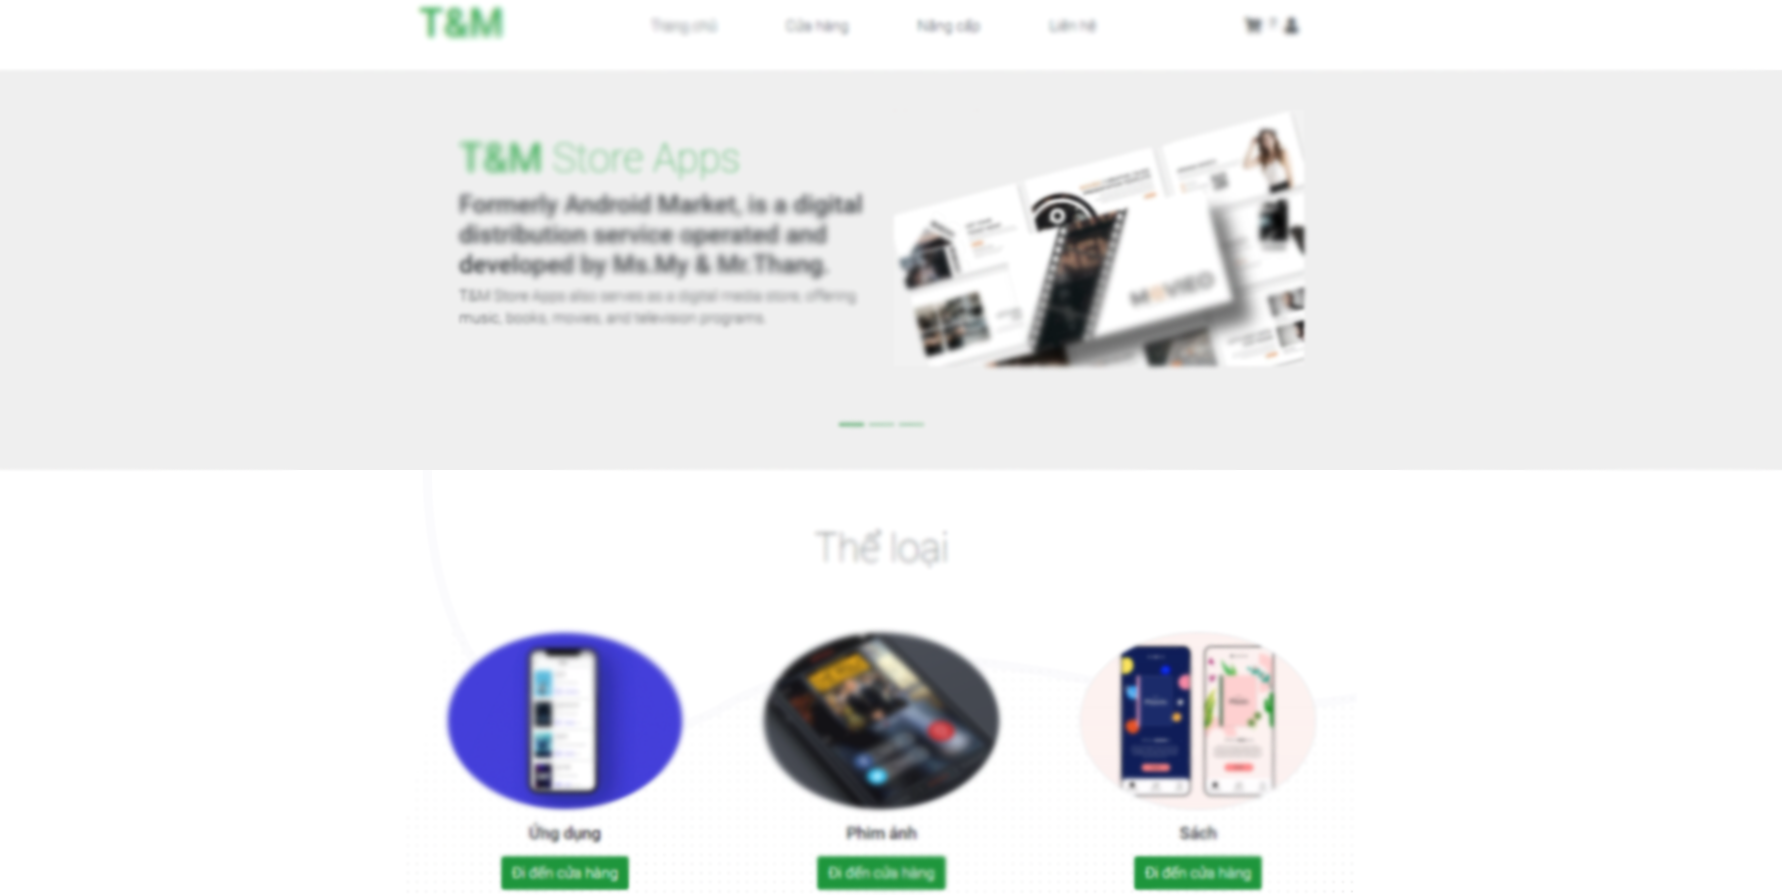 T&M
Trang chủ Cửa hàng Nâng cấp Liên hệ
T&M Store Apps
Formerly Android Market, is a digital
distribution service operated and
developed by Ms.My & Mr.Thang.
T&M Store Apps also serves as a digital media store, offering
music, books, movies, and television programs.
MOVIEO
Thể loại
Ứng dụng Phim ảnh Sách
Đi đến cửa hàng Đi đến cửa hàng Đi đến cửa hàng